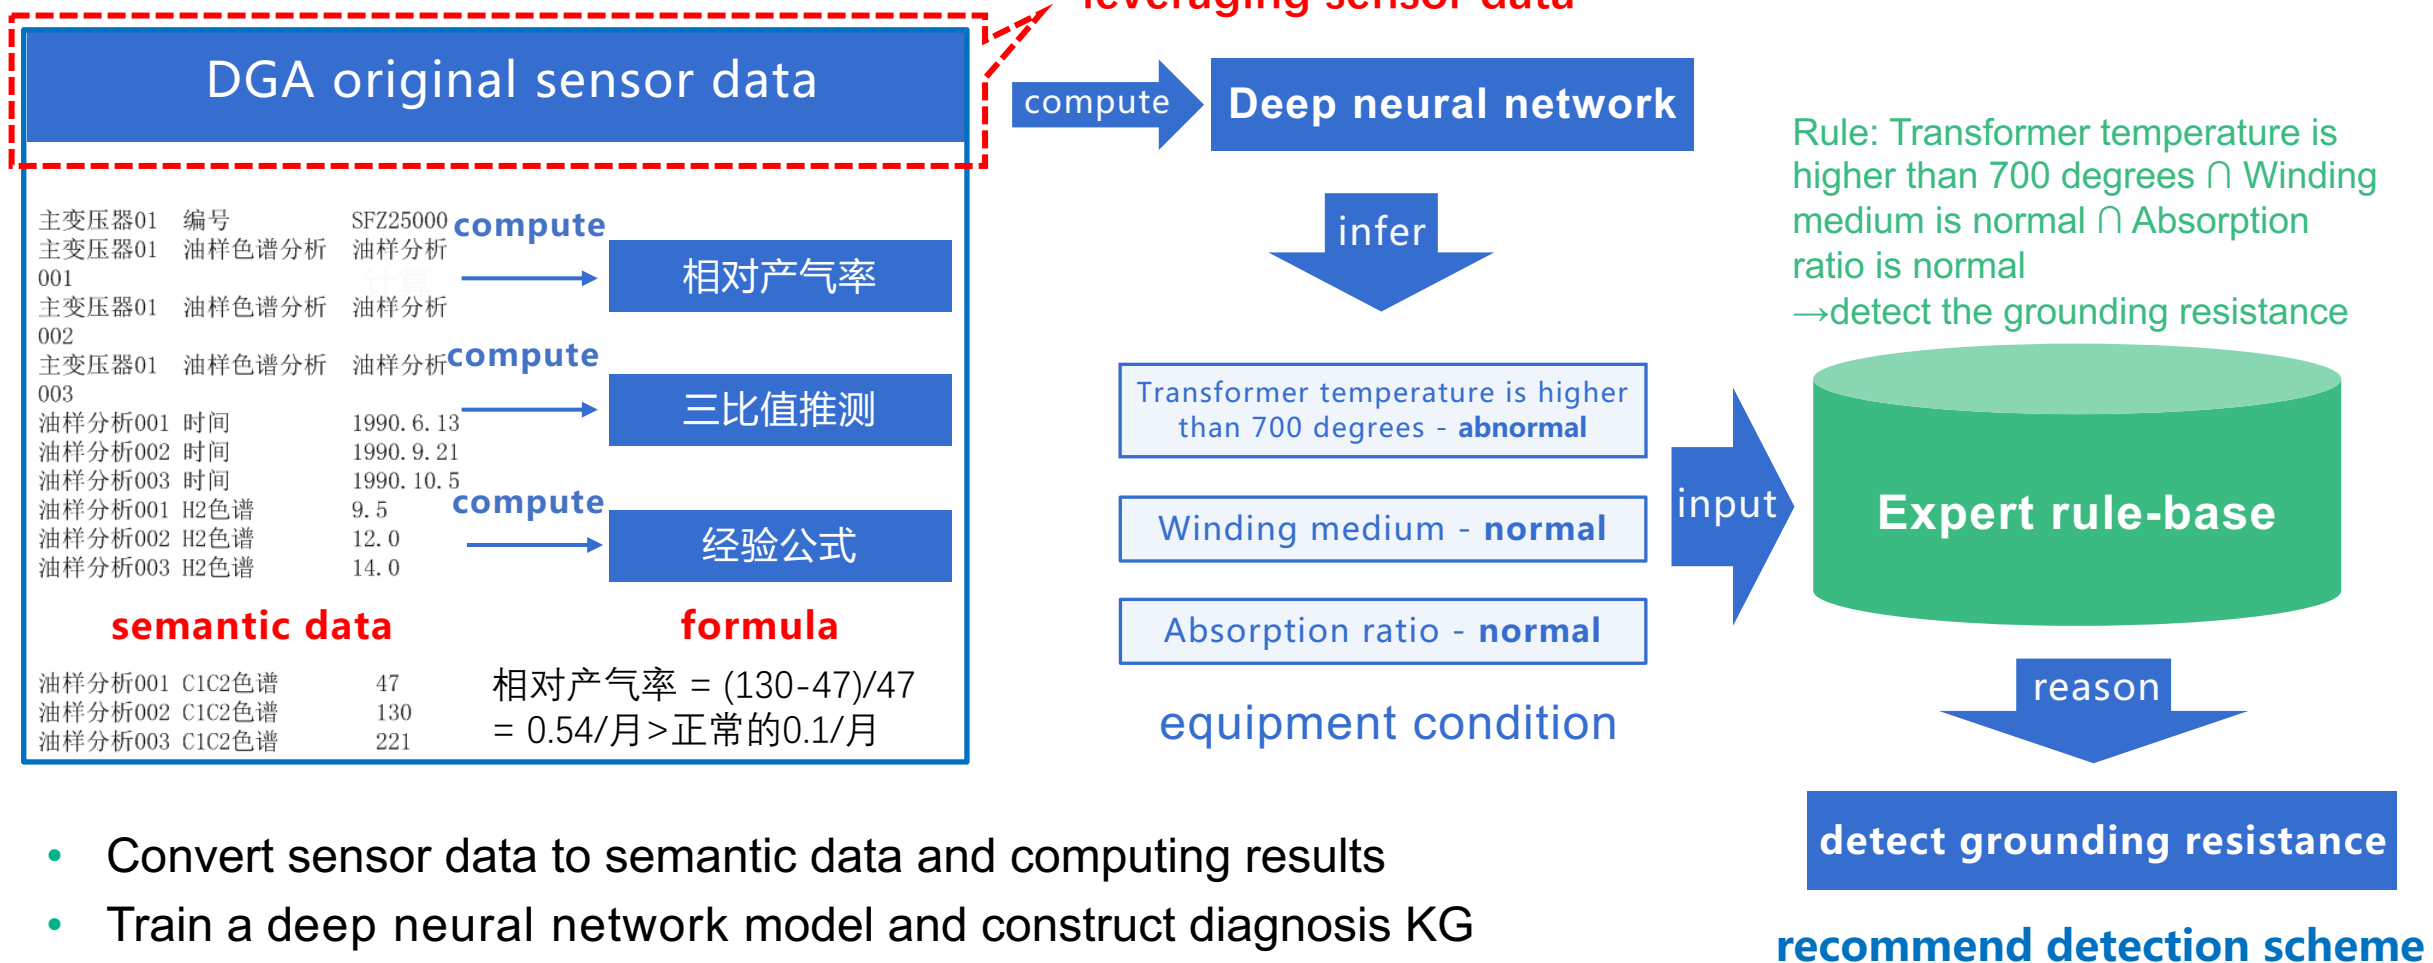 leveraging sensor data
DGA original sensor data
主变压器01 编号 SFZ25000
主变压器01 油样色谱分析 油样分析
001
主变压器01 油样色谱分析 油样分析
002
主变压器01 油样色谱分析 油样分析
003
油样分析001 时间 1990.6.13
油样分析002 时间 1990.9.21
油样分析003 时间 1990.10.5
油样分析001 H2色谱 9.5
油样分析002 H2色谱 12.0
油样分析003 H2色谱 14.0
compute
计算
相对产气率
compute
三比值推测
compute
经验公式
semantic data
formula
油样分析001 C1C2色谱 47
油样分析002 C1C2色谱 130
油样分析003 C1C2色谱 221
相对产气率 = (130-47)/47
= 0.54/月>正常的0.1/月
compute
Deep neural network
infer
Transformer temperature is higher
than 700 degrees - abnormal
Winding medium - normal
Absorption ratio - normal
equipment condition
input
Rule: Transformer temperature is
higher than 700 degrees ∩ Winding
medium is normal ∩ Absorption
ratio is normal
→detect the grounding resistance
Expert rule-base
reason
detect grounding resistance
recommend detection scheme
• Convert sensor data to semantic data and computing results
• Train a deep neural network model and construct diagnosis KG